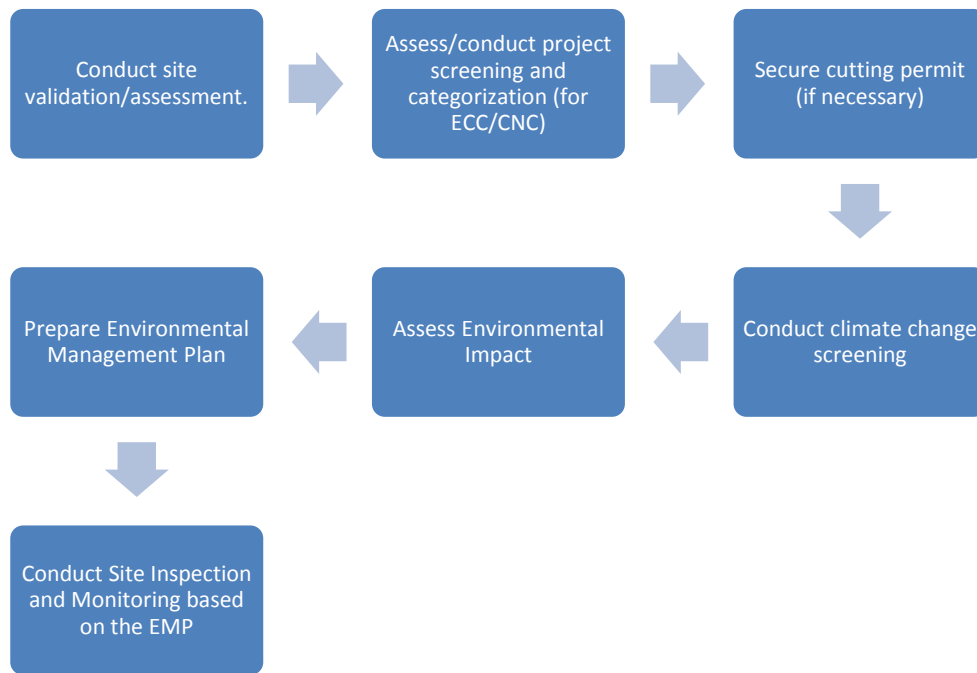 Conduct site
validation/assessment.
Assess/conduct project
screening and
categorization (for
ECC/CNC)
Secure cutting permit
(if necessary)
Conduct climate change
screening
Assess Environmental
Impact
Prepare Environmental
Management Plan
Conduct Site Inspection
and Monitoring based
on the EMP